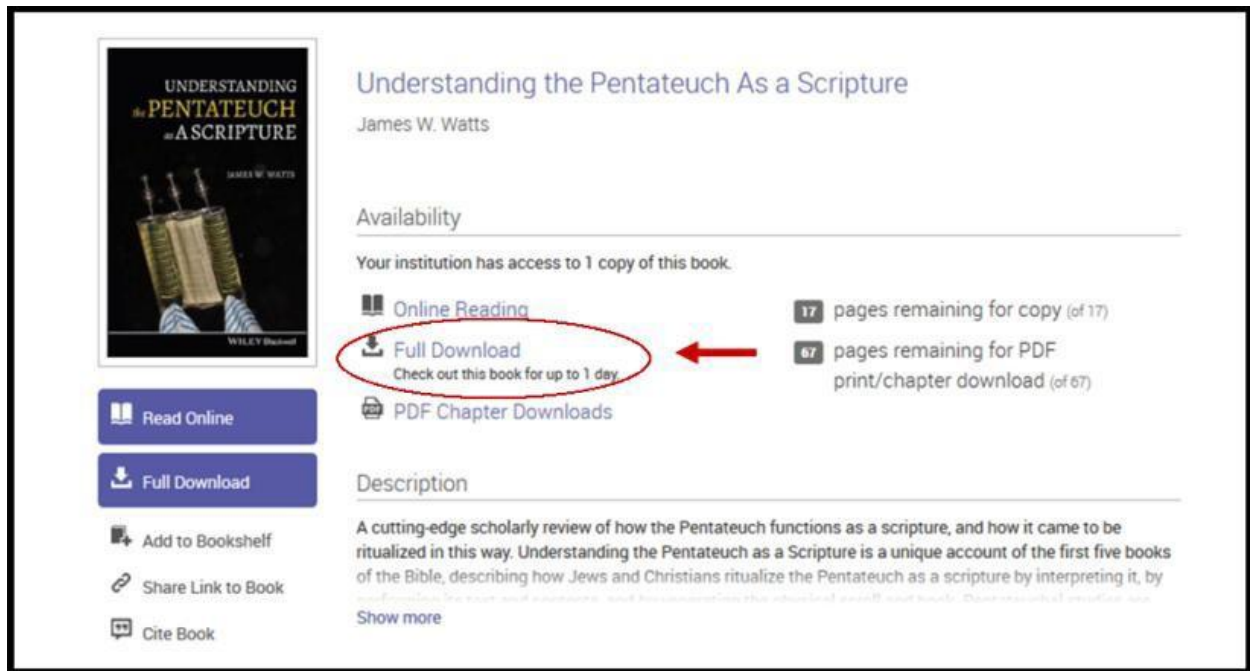 UNDERSTANDING
the PENTATEUCH
as A SCRIPTURE
JAMES W. WATTS
WILEY Blackwell
Read Online
Full Download
Add to Bookshelf
Share Link to Book
Cite Book
Understanding the Pentateuch As a Scripture
James W. Watts
Availability
Your institution has access to 1 copy of this book.
Online Reading
Full Download
Check out this book for up to 1 day.
PDF Chapter Downloads
17 pages remaining for copy (of 17)
67 pages remaining for PDF
print/chapter download (of 67)
Description
A cutting-edge scholarly review of how the Pentateuch functions as a scripture, and how it came to be
ritualized in this way. Understanding the Pentateuch as a Scripture is a unique account of the first five books
of the Bible, describing how Jews and Christians ritualize the Pentateuch as a scripture by interpreting it, by
Show more